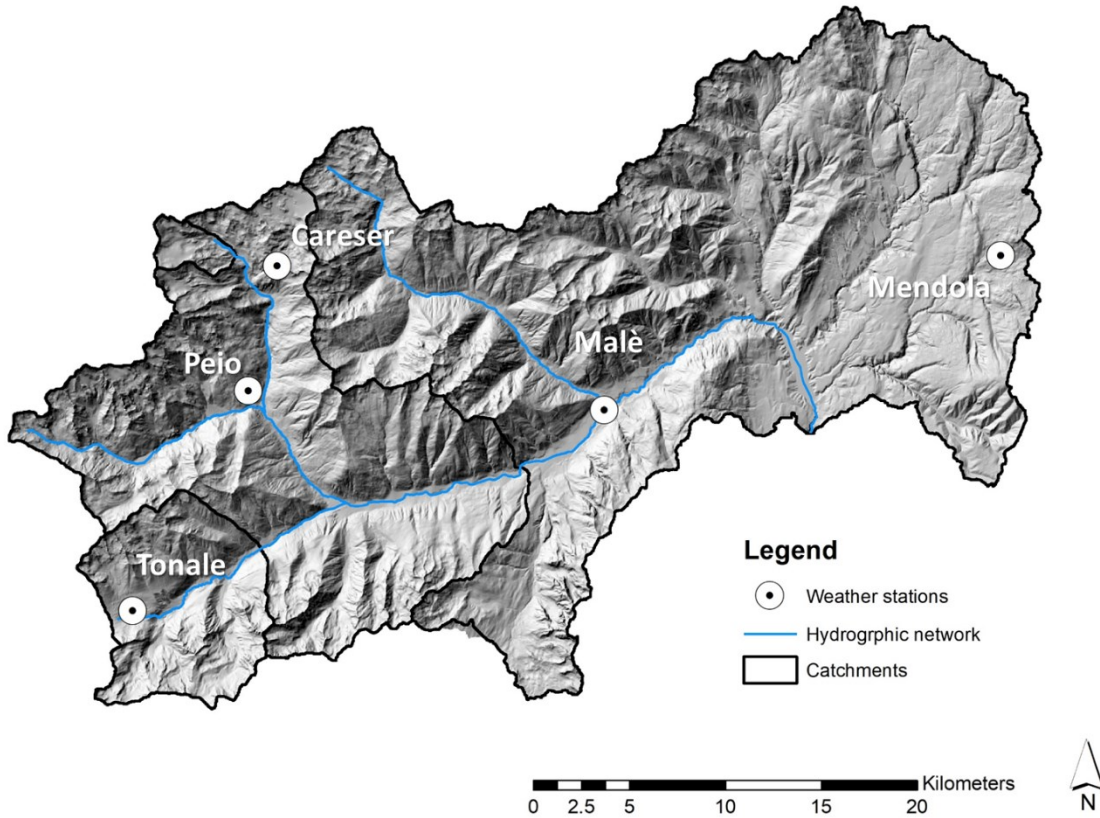 Careser
Mendola
Malè
Peio
Tonale
Legend
Weather stations
Hydrogrphic network
Catchments
Kilometers
0 2.5 5 10 15 20
N